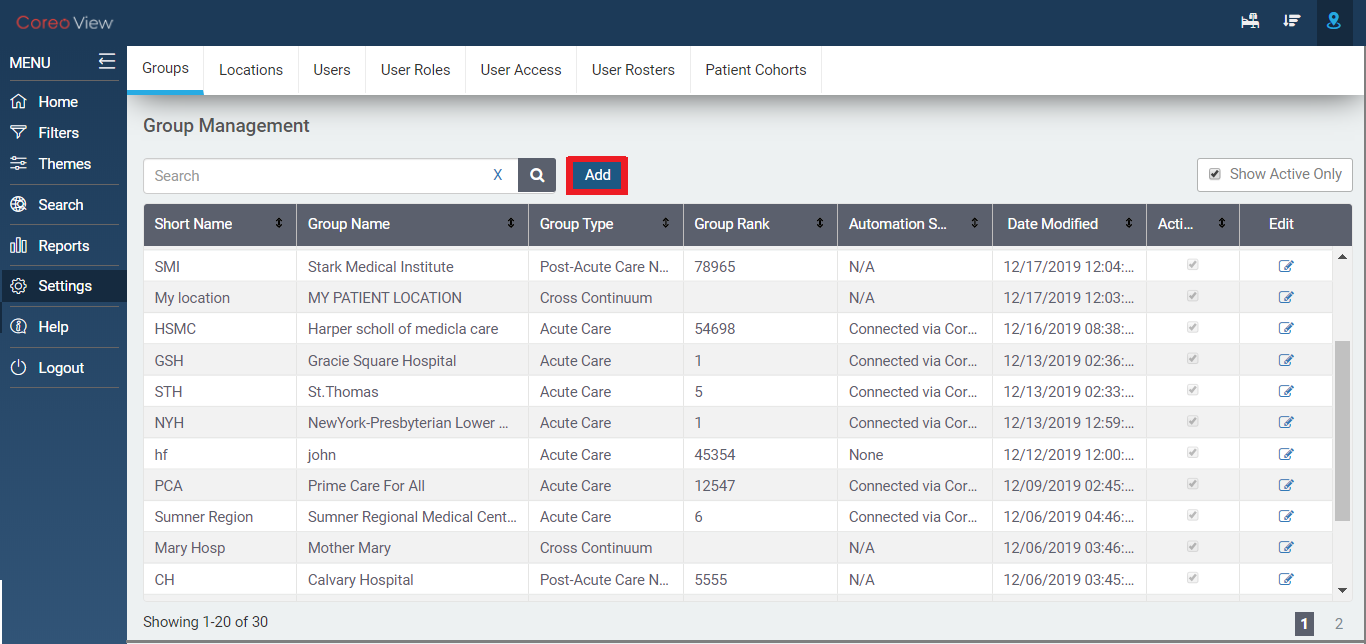 Coreo View
MENU
Home
Filters
Themes
Search
Reports
Settings
Help
Logout
Groups Locations Users User Roles User Access User Rosters Patient Cohorts
Group Management
Search X Add Show Active Only
Short Name Group Name Group Type Group Rank Automation S... Date Modified Acti... Edit
SMI Stark Medical Institute Post-Acute Care N... 78965 N/A 12/17/2019 12:04:...
My location MY PATIENT LOCATION Cross Continuum N/A 12/17/2019 12:03:...
HSMC Harper scholl of medicla care Acute Care 54698 Connected via Cor... 12/16/2019 08:38:...
GSH Gracie Square Hospital Acute Care 1 Connected via Cor... 12/13/2019 02:36:...
STH St.Thomas Acute Care 5 Connected via Cor... 12/13/2019 02:33:...
NYH NewYork-Presbyterian Lower ... Acute Care 1 Connected via Cor... 12/13/2019 12:59:...
hf john Acute Care 45354 None 12/12/2019 12:00:...
PCA Prime Care For All Acute Care 12547 Connected via Cor... 12/09/2019 02:45:...
Sumner Region Sumner Regional Medical Cent... Acute Care 6 Connected via Cor... 12/06/2019 04:46:...
Mary Hosp Mother Mary Cross Continuum N/A 12/06/2019 03:46:...
CH Calvary Hospital Post-Acute Care N... 5555 N/A 12/06/2019 03:45:...
Showing 1-20 of 30 1 2